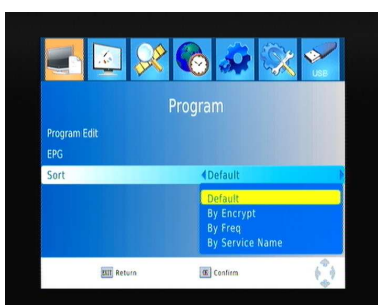 USB
Program
Program Edit
EPG
Sort Default
Default
By Encrypt
By Freq
By Service Name
EXIT Return OK Confirm